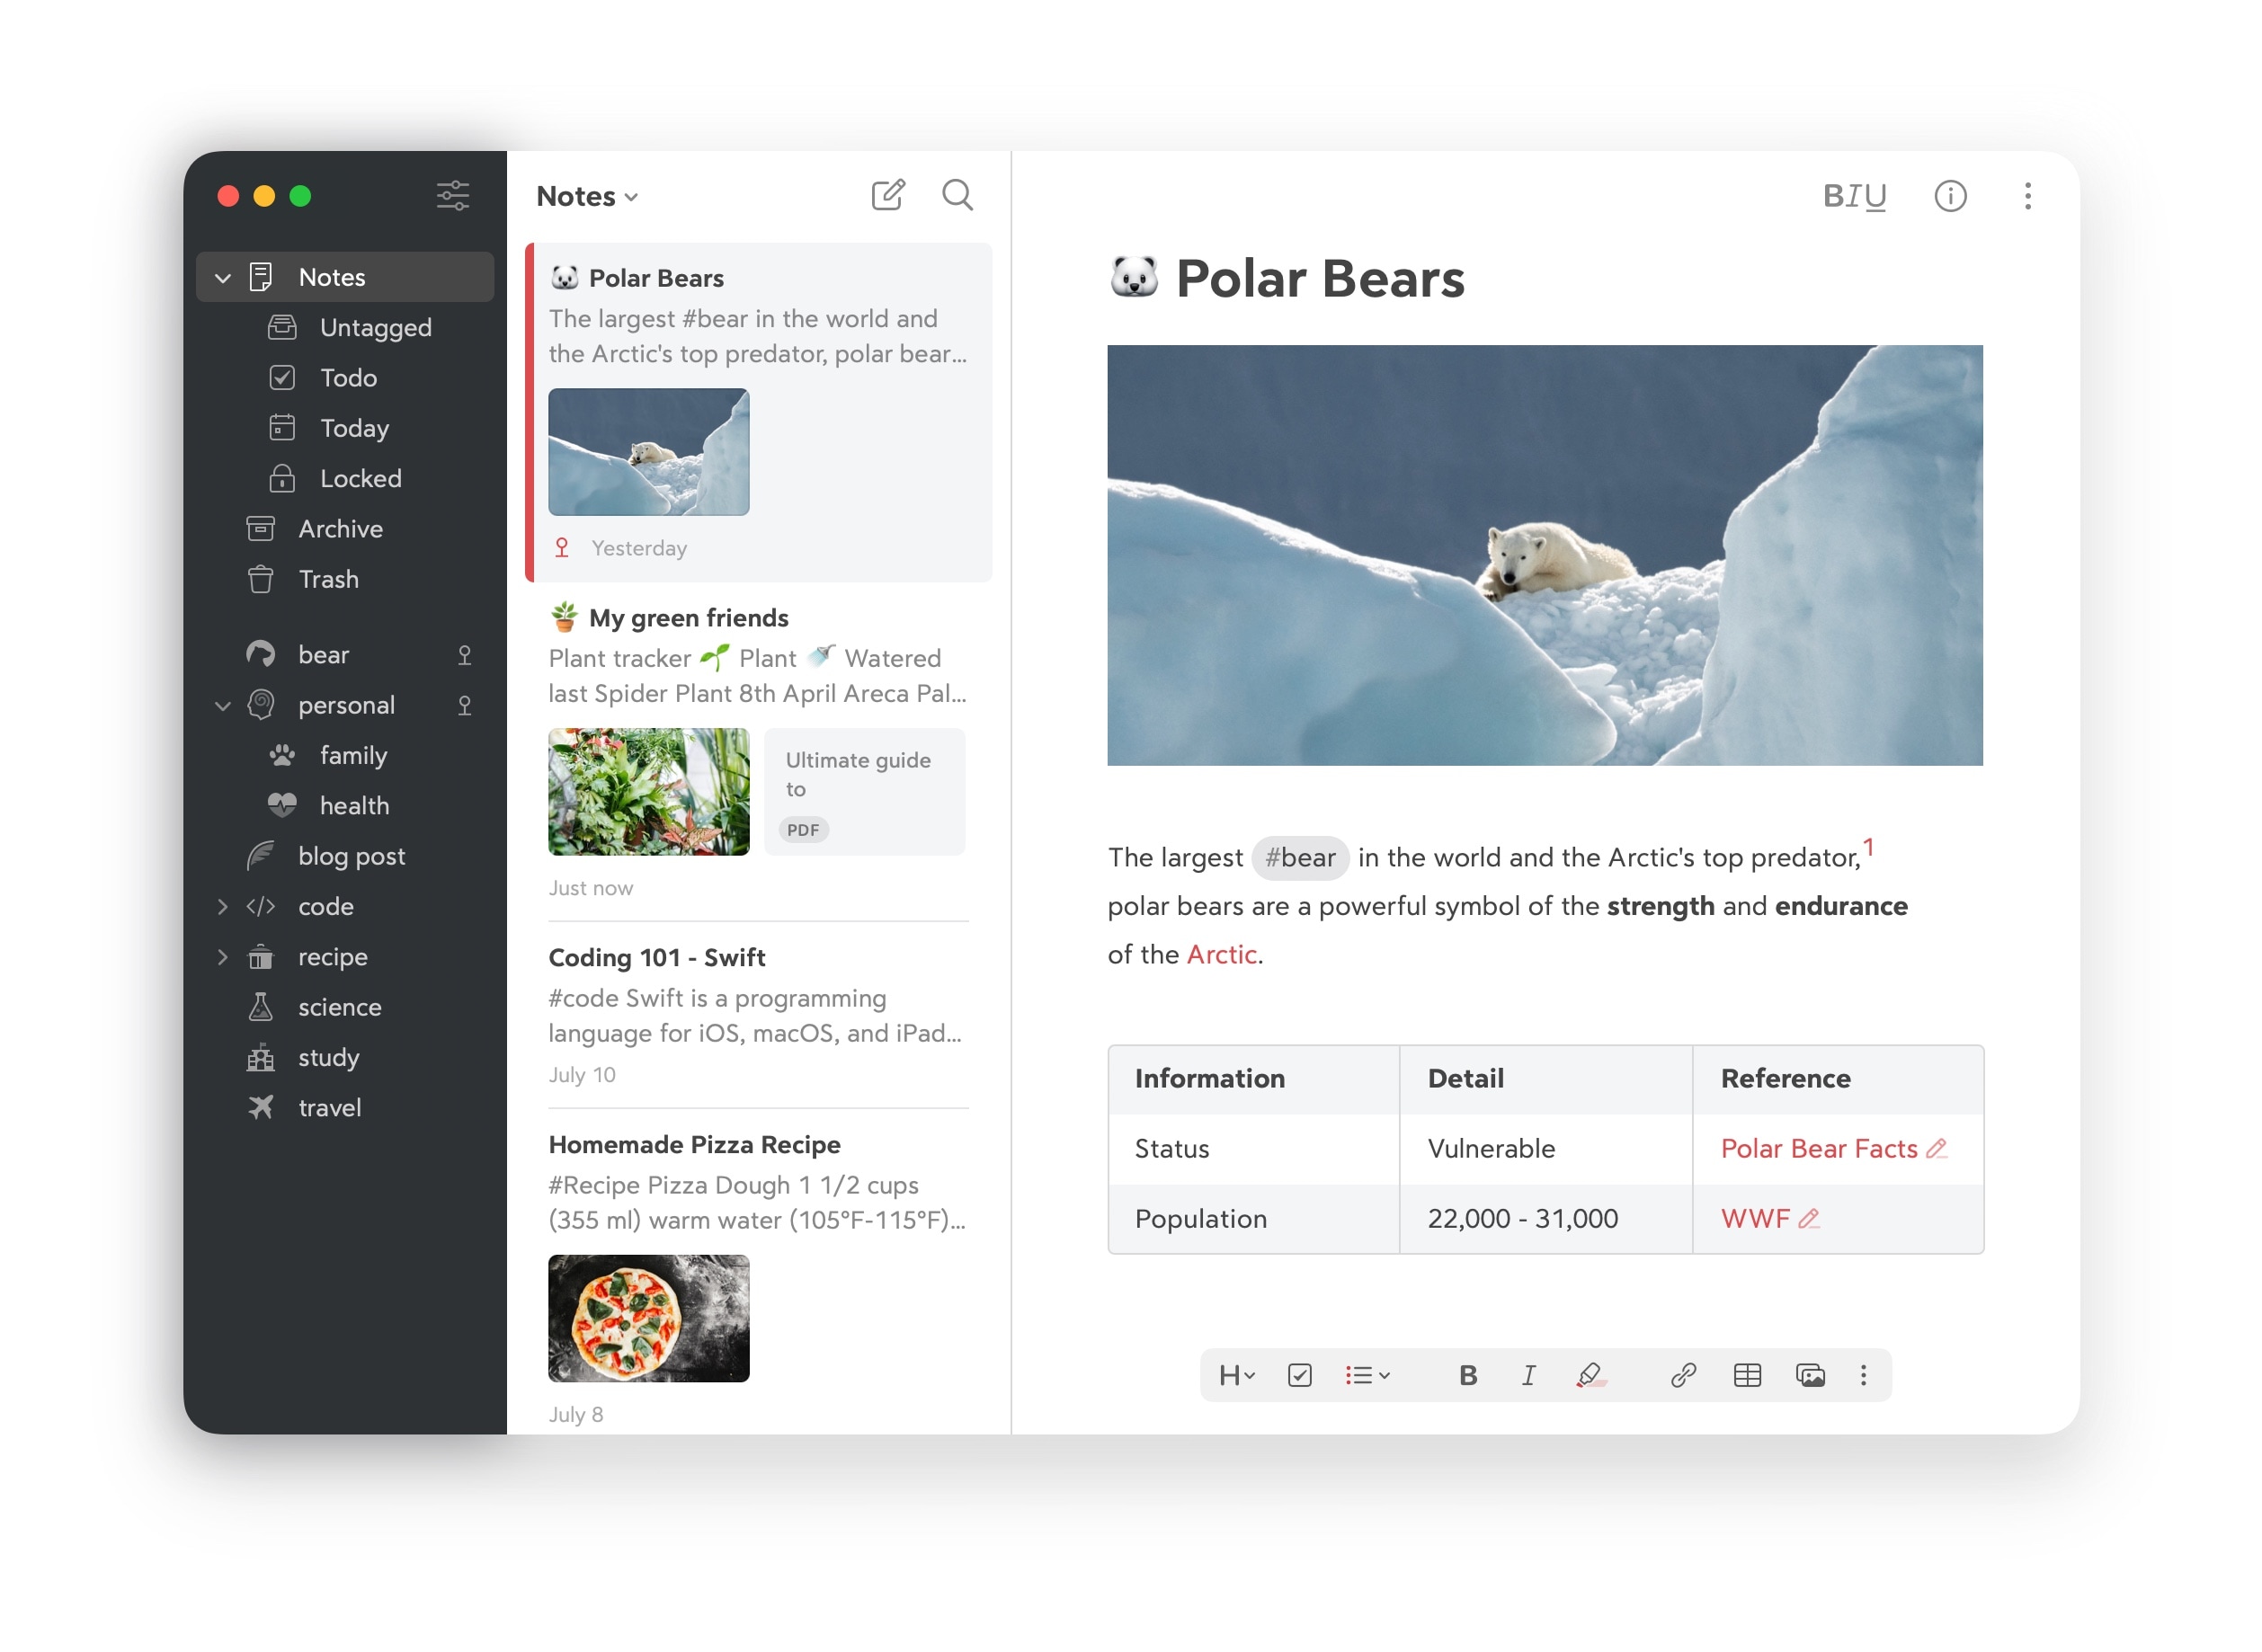 Notes
Untagged
Todo
Today
Locked
Archive
Trash
bear
personal
family
health
blog post
code
recipe
science
study
travel
Notes
Polar Bears
The largest #bear in the world and
the Arctic's top predator, polar bear...
Yesterday
My green friends
Plant tracker 🌱 Plant 🚿 Watered
last Spider Plant 8th April Areca Pal...
Ultimate guide
to
PDF
Just now
Coding 101 - Swift
#code Swift is a programming
language for iOS, macOS, and iPad...
July 10
Homemade Pizza Recipe
#Recipe Pizza Dough 1 1/2 cups
(355 ml) warm water (105°F-115°F)...
July 8
BIU
Polar Bears
The largest #bear in the world and the Arctic's top predator,1
polar bears are a powerful symbol of the strength and endurance
of the Arctic.
Information Detail Reference
Status Vulnerable Polar Bear Facts
Population 22,000 - 31,000 WWF
H B I